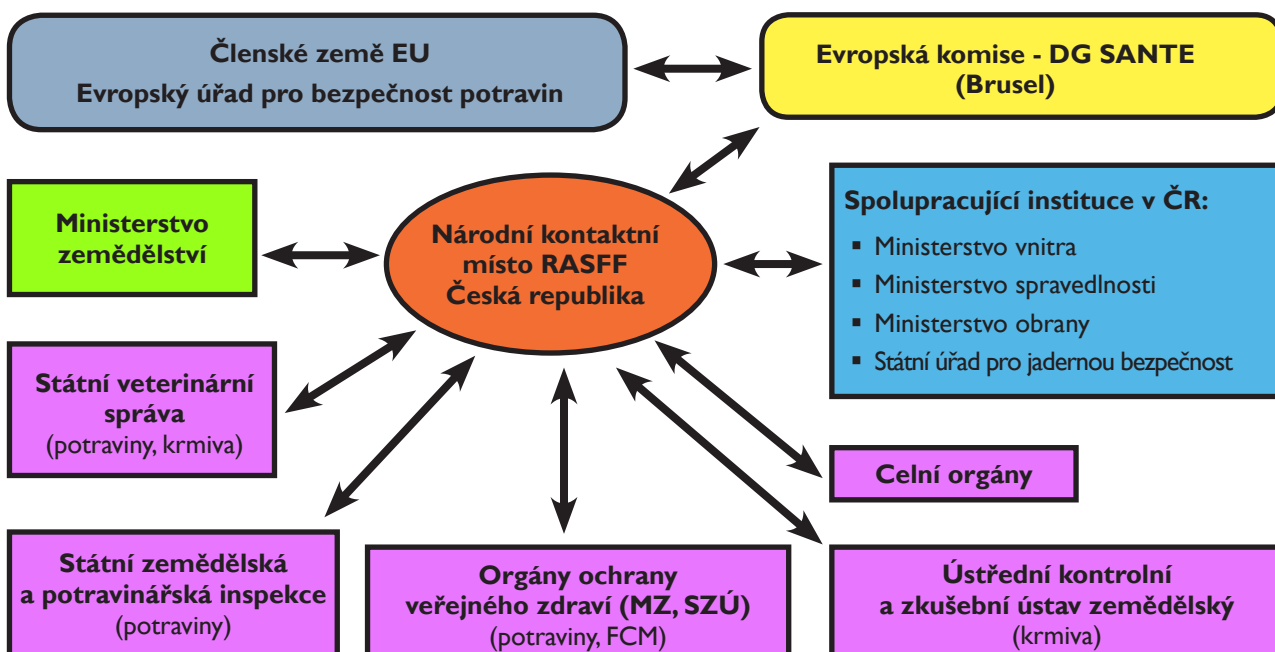 Členské země EU
Evropský úřad pro bezpečnost potravin
Evropská komise - DG SANTE
(Brusel)
Ministerstvo
zemědělství
Národní kontaktní
místo RASFF
Česká republika
Spolupracující instituce v ČR:
▪ Ministerstvo vnitra
▪ Ministerstvo spravedlnosti
▪ Ministerstvo obrany
▪ Státní úřad pro jadernou bezpečnost
Státní veterinární
správa
(potraviny, krmiva)
Celní orgány
Státní zemědělská
a potravinářská inspekce
(potraviny)
Orgány ochrany
veřejného zdraví (MZ, SZÚ)
(potraviny, FCM)
Ústřední kontrolní
a zkušební ústav zemědělský
(krmiva)